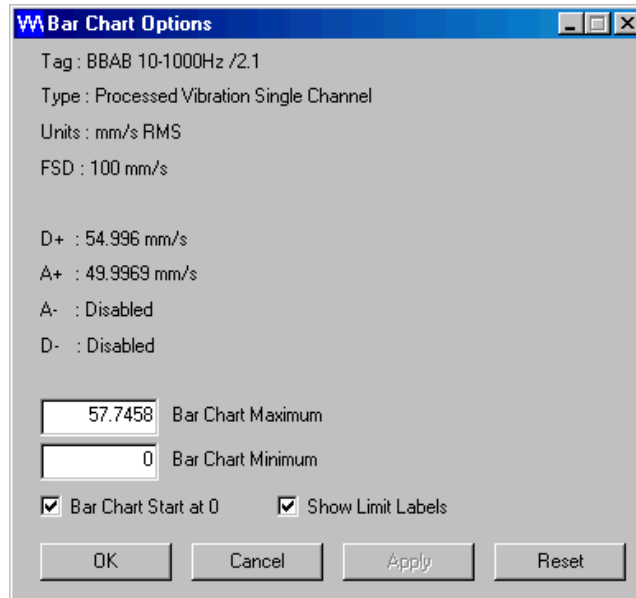 Bar Chart Options
Tag : BBAB 10-1000Hz /2.1
Type : Processed Vibration Single Channel
Units : mm/s RMS
FSD : 100 mm/s
D+ : 54.996 mm/s
A+ : 49.9969 mm/s
A- : Disabled
D- : Disabled
57.7458 Bar Chart Maximum
0 Bar Chart Minimum
Bar Chart Start at 0 Show Limit Labels
OK Cancel Apply Reset